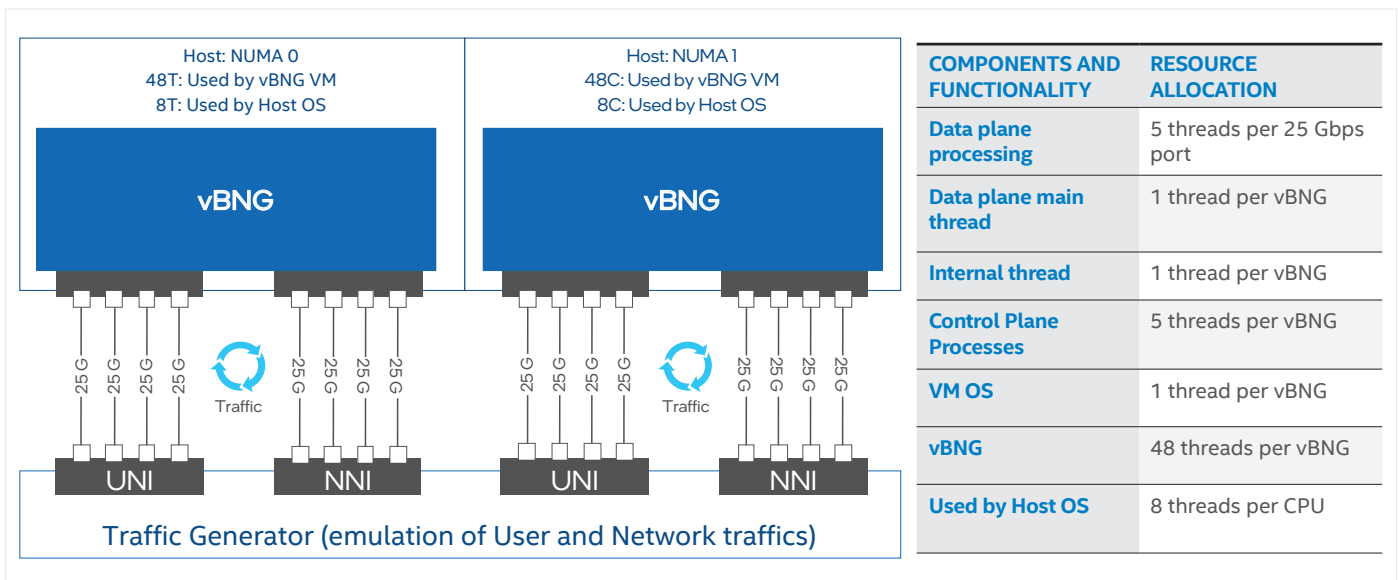 Host: NUMA 0
48T: Used by vBNG VM
8T: Used by Host OS
vBNG
Host: NUMA 1
48C: Used by vBNG VM
8C: Used by Host OS
vBNG
25 G
25 G
25 G
25 G
Traffic
25 G
25 G
25 G
25 G
25 G
25 G
25 G
25 G
Traffic
25 G
25 G
25 G
25 G
UNI
NNI
UNI
NNI
Traffic Generator (emulation of User and Network traffics)
COMPONENTS AND
FUNCTIONALITY
RESOURCE
ALLOCATION
Data plane
processing
5 threads per 25 Gbps
port
Data plane main
thread
1 thread per vBNG
Internal thread
1 thread per vBNG
Control Plane
Processes
5 threads per vBNG
VM OS
1 thread per vBNG
vBNG
48 threads per vBNG
Used by Host OS
8 threads per CPU